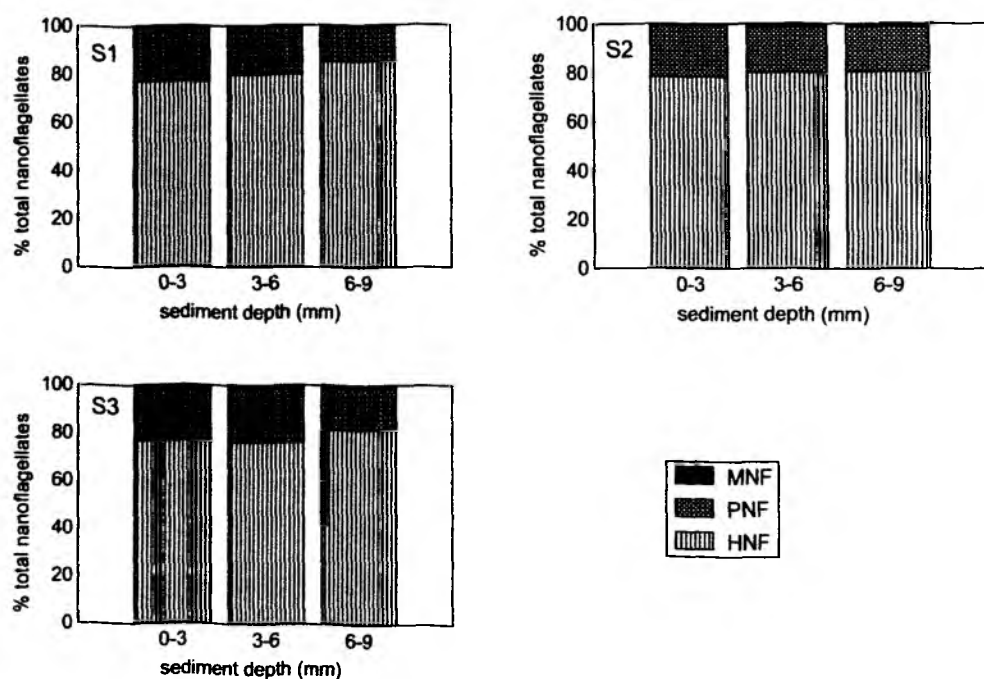 S1
% total nanoflagellates
100
80
60
40
20
0
0-3 3-6 6-9
sediment depth (mm)
S2
% total nanoflagellates
100
80
60
40
20
0
0-3 3-6 6-9
sediment depth (mm)
S3
% total nanoflagellates
100
80
60
40
20
0
0-3 3-6 6-9
sediment depth (mm)
MNF
PNF
HNF